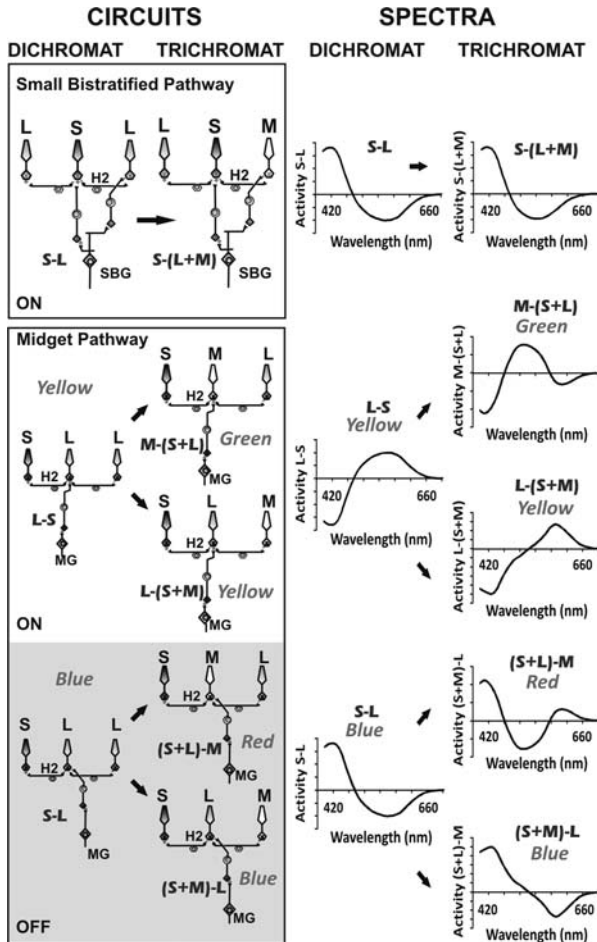 CIRCUITS SPECTRA
DICHROMAT TRICHROMAT DICHROMAT TRICHROMAT
Small Bistratified Pathway
L S L L S M
H2 H2
S-L S-(L+M)
SBG SBG
ON
Activity S-L
S-L
420 660
Wavelength (nm)
Activity S-(L+M)
S-(L+M)
420 660
Wavelength (nm)
Midget Pathway
Yellow
S L L
H2
L-S
MG
S M L
H2
M-(S+L)
Green
MG
S L M
H2
L-(S+M)
Yellow
MG
ON
Activity L-S
L-S
Yellow
420 660
Wavelength (nm)
M-(S+L)
Green
Activity M-(S+L)
420 660
Wavelength (nm)
L-(S+M)
Yellow
Activity L-(S+M)
420 660
Wavelength (nm)
Blue
S L L
H2
S-L
MG
S M L
H2
(S+L)-M
Red
MG
S L M
H2
(S+M)-L
Blue
MG
OFF
S-L
Blue
Activity S-L
420 660
Wavelength (nm)
(S+L)-M
Red
Activity (S+M)-L
420 660
Wavelength (nm)
(S+M)-L
Blue
Activity (S+L)-M
420 660
Wavelength (nm)